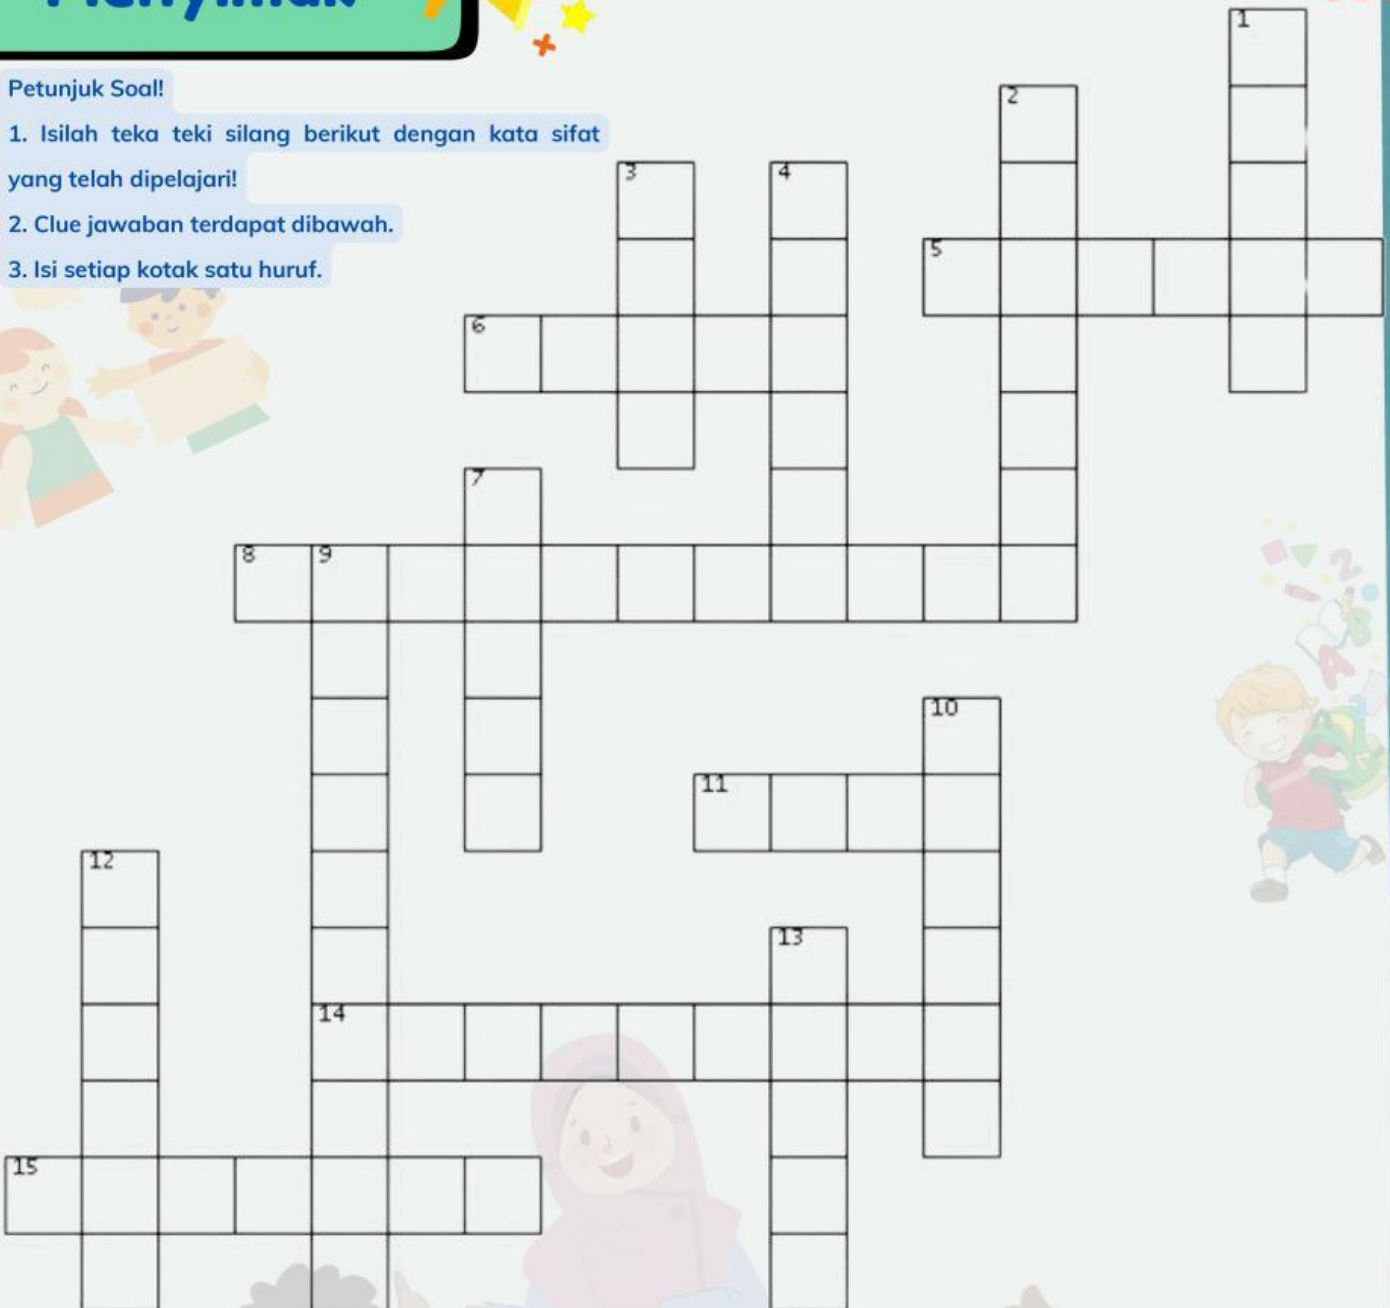 Menyimak
Petunjuk Soal!
1. Isilah teka teki silang berikut dengan kata sifat
yang telah dipelajari!
2. Clue jawaban terdapat dibawah.
3. Isi setiap kotak satu huruf.
1
2
3 4
5
6
7
8 9
10
11
12
13
14
15
2
B
A